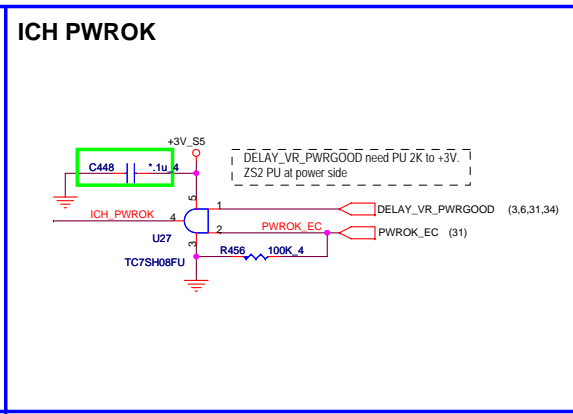 ICH PWROK
+3V_S5
C448
*.1u_4
DELAY_VR_PWRGOOD need PU 2K to +3V.
ZS2 PU at power side
5
1
DELAY_VR_PWRGOOD (3,6,31,34)
ICH_PWROK
4
PWROK_EC
2
PWROK_EC (31)
U27
3
R456
100K_4
TC7SH08FU